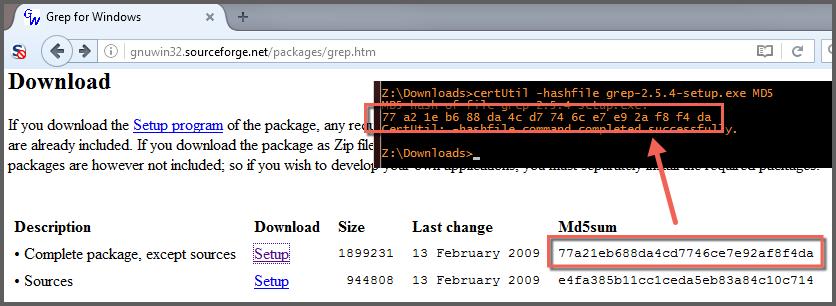 Grep for Windows
gnuwin32.sourceforge.net/packages/grep.htm
Download
Z:\Downloads>certUtil -hashfile grep-2.5.4-setup.exe MD5
MD5 hash of file grep-2.5.4-setup.exe:
77 a2 1e b6 88 da 4c d7 74 6c e7 e9 2a f8 f4 da
CertUtil: -hashfile command completed successfully.
Z:\Downloads>_
If you download the Setup program of the package, any requ
are already included. If you download the package as Zip file
packages are however not included; so if you wish to develop your own applications, you must separately install the required packages.
Description Download Size Last change Md5sum
• Complete package, except sources Setup 1899231 13 February 2009 77a21eb688da4cd7746ce7e92af8f4da
• Sources Setup 944808 13 February 2009 e4fa385b11cc1ceda5eb83a84c10c714